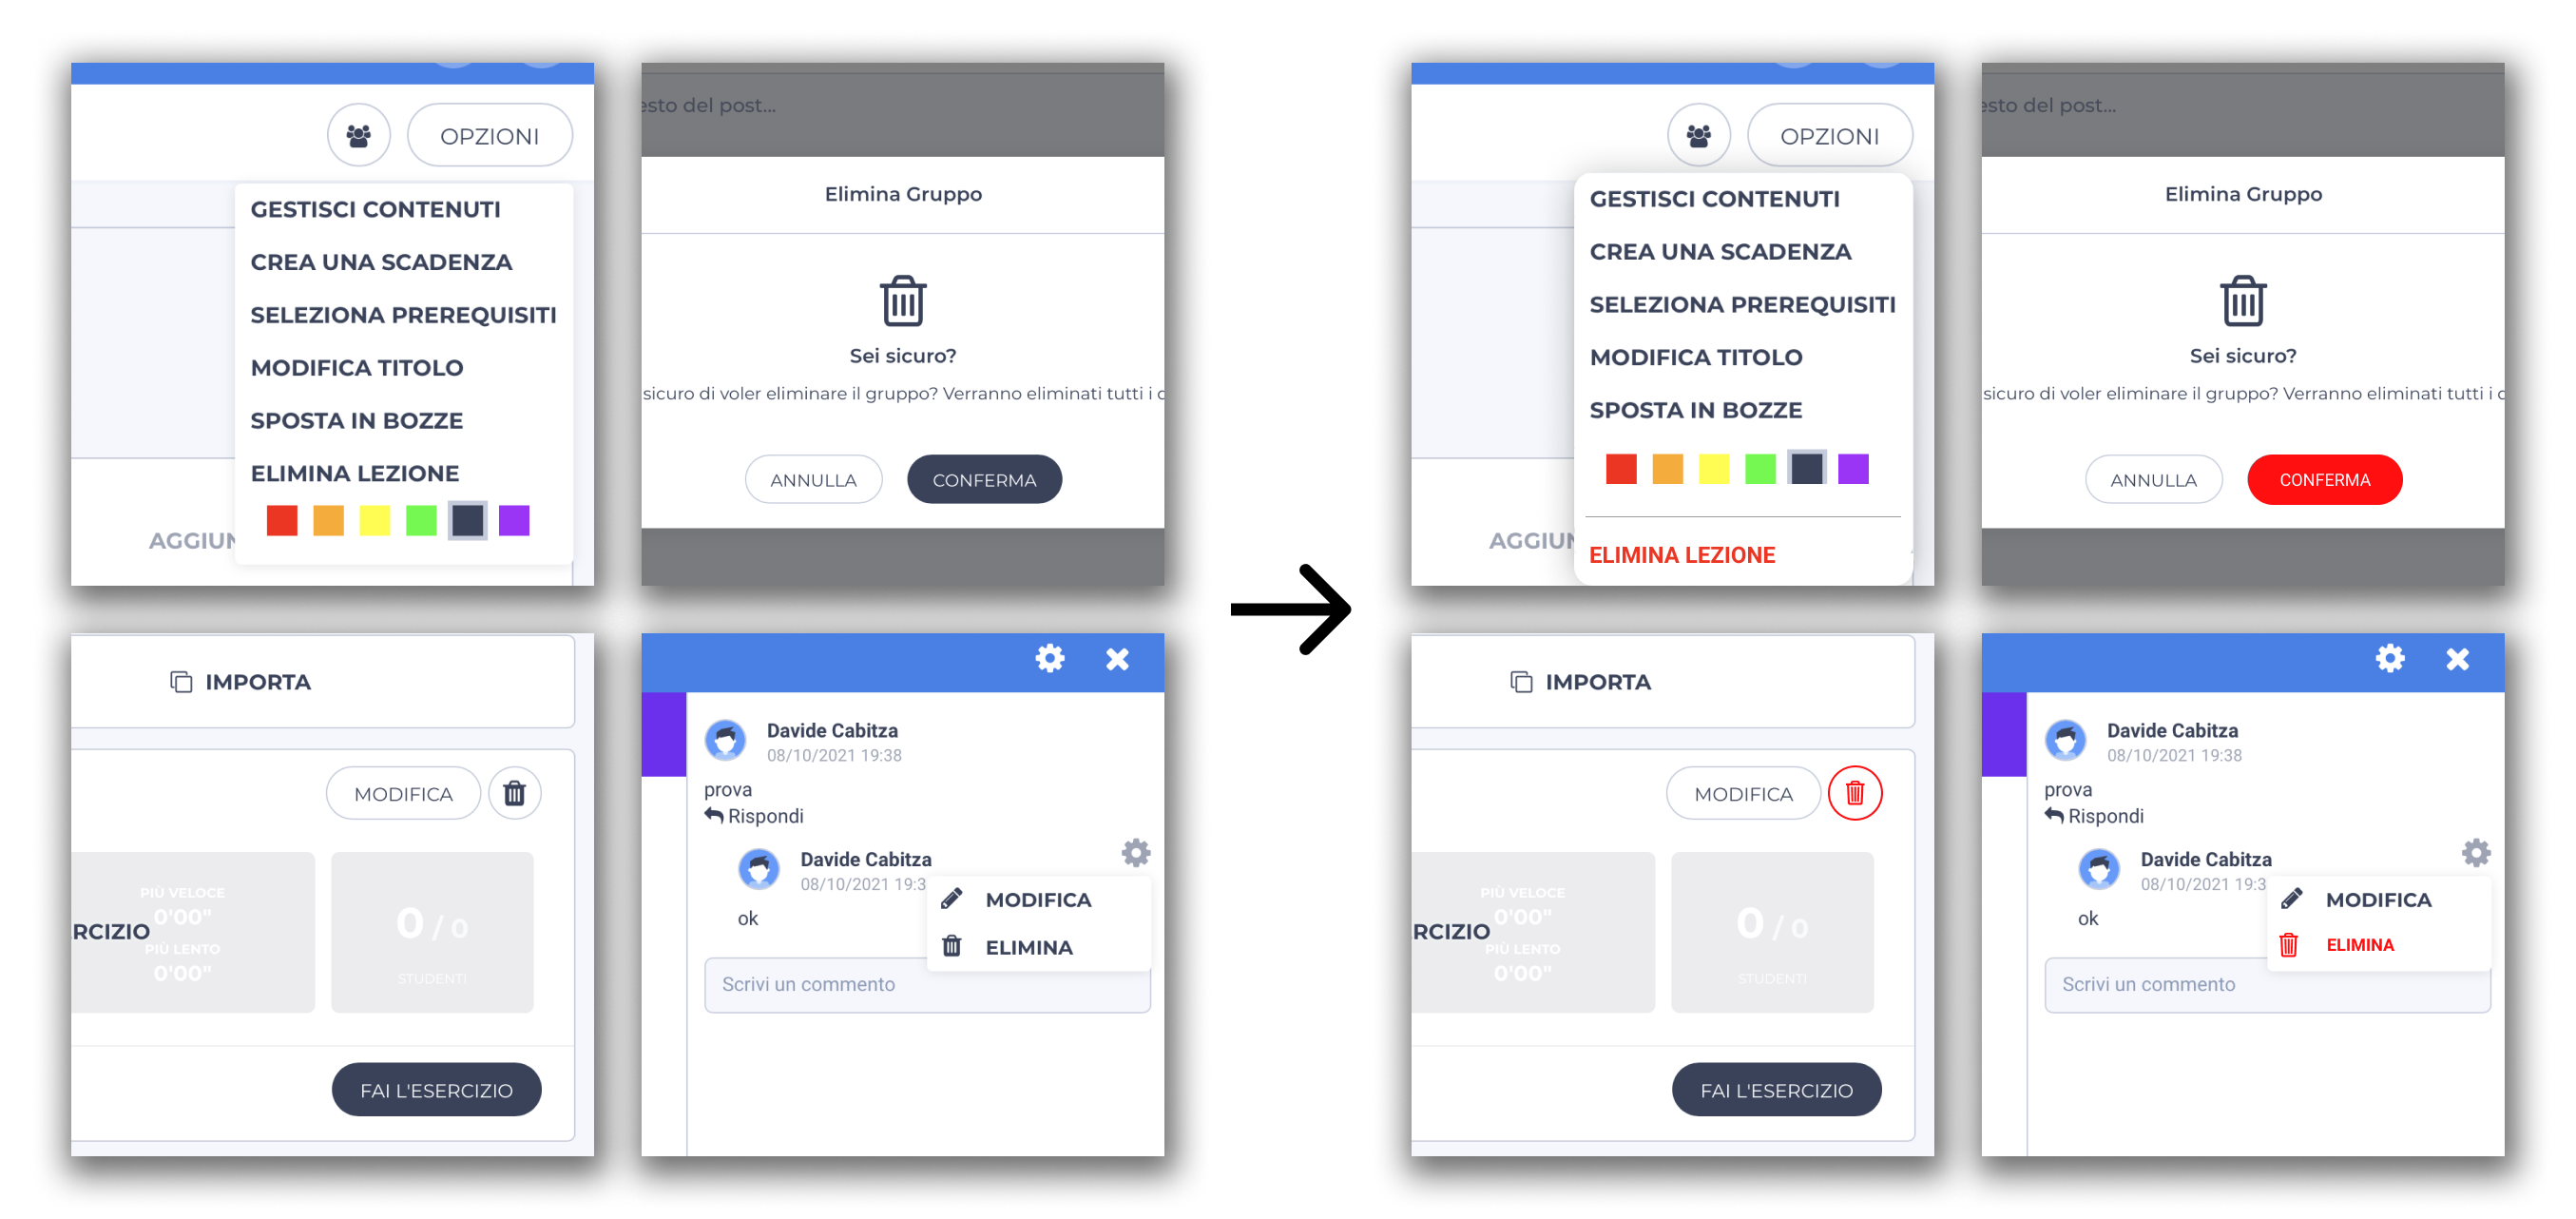 OPZIONI
GESTISCI CONTENUTI
CREA UNA SCADENZA
SELEZIONA PREREQUISITI
MODIFICA TITOLO
SPOSTA IN BOZZE
ELIMINA LEZIONE
AGGIUN
esto del post...
Elimina Gruppo
Sei sicuro?
sicuro di voler eliminare il gruppo? Verranno eliminati tutti i c
ANNULLA
CONFERMA
IMPORTA
MODIFICA
PIÙ VELOCE
0'00"
RCIZIO
PIÙ LENTO
0'00"
0 / 0
STUDENTI
FAI L'ESERCIZIO
Davide Cabitza
08/10/2021 19:38
prova
Rispondi
Davide Cabitza
08/10/2021 19:3
ok
MODIFICA
ELIMINA
Scrivi un commento
OPZIONI
GESTISCI CONTENUTI
CREA UNA SCADENZA
SELEZIONA PREREQUISITI
MODIFICA TITOLO
SPOSTA IN BOZZE
AGGIUN
ELIMINA LEZIONE
esto del post...
Elimina Gruppo
Sei sicuro?
sicuro di voler eliminare il gruppo? Verranno eliminati tutti i c
ANNULLA
CONFERMA
IMPORTA
MODIFICA
PIÙ VELOCE
0'00"
RCIZIO
PIÙ LENTO
0'00"
0 / 0
STUDENTI
FAI L'ESERCIZIO
Davide Cabitza
08/10/2021 19:38
prova
Rispondi
Davide Cabitza
08/10/2021 19:3
ok
MODIFICA
ELIMINA
Scrivi un commento